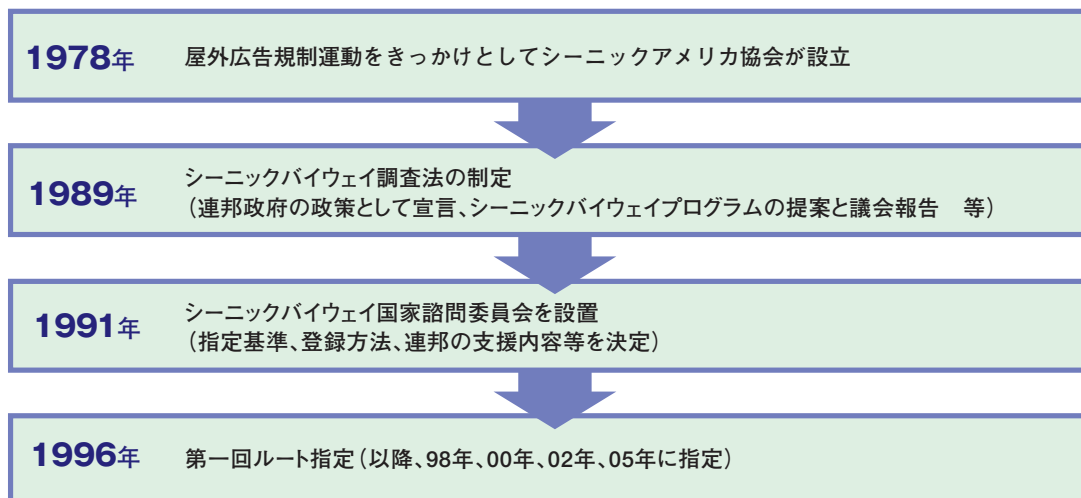 1978年 屋外広告規制運動をきっかけとしてシーニックアメリカ協会が設立
1989年 シーニックバイウェイ調査法の制定
（連邦政府の政策として宣言、シーニックバイウェイプログラムの提案と議会報告　等）
1991年 シーニックバイウェイ国家諮問委員会を設置
（指定基準、登録方法、連邦の支援内容等を決定）
1996年 第一回ルート指定（以降、98年、00年、02年、05年に指定）